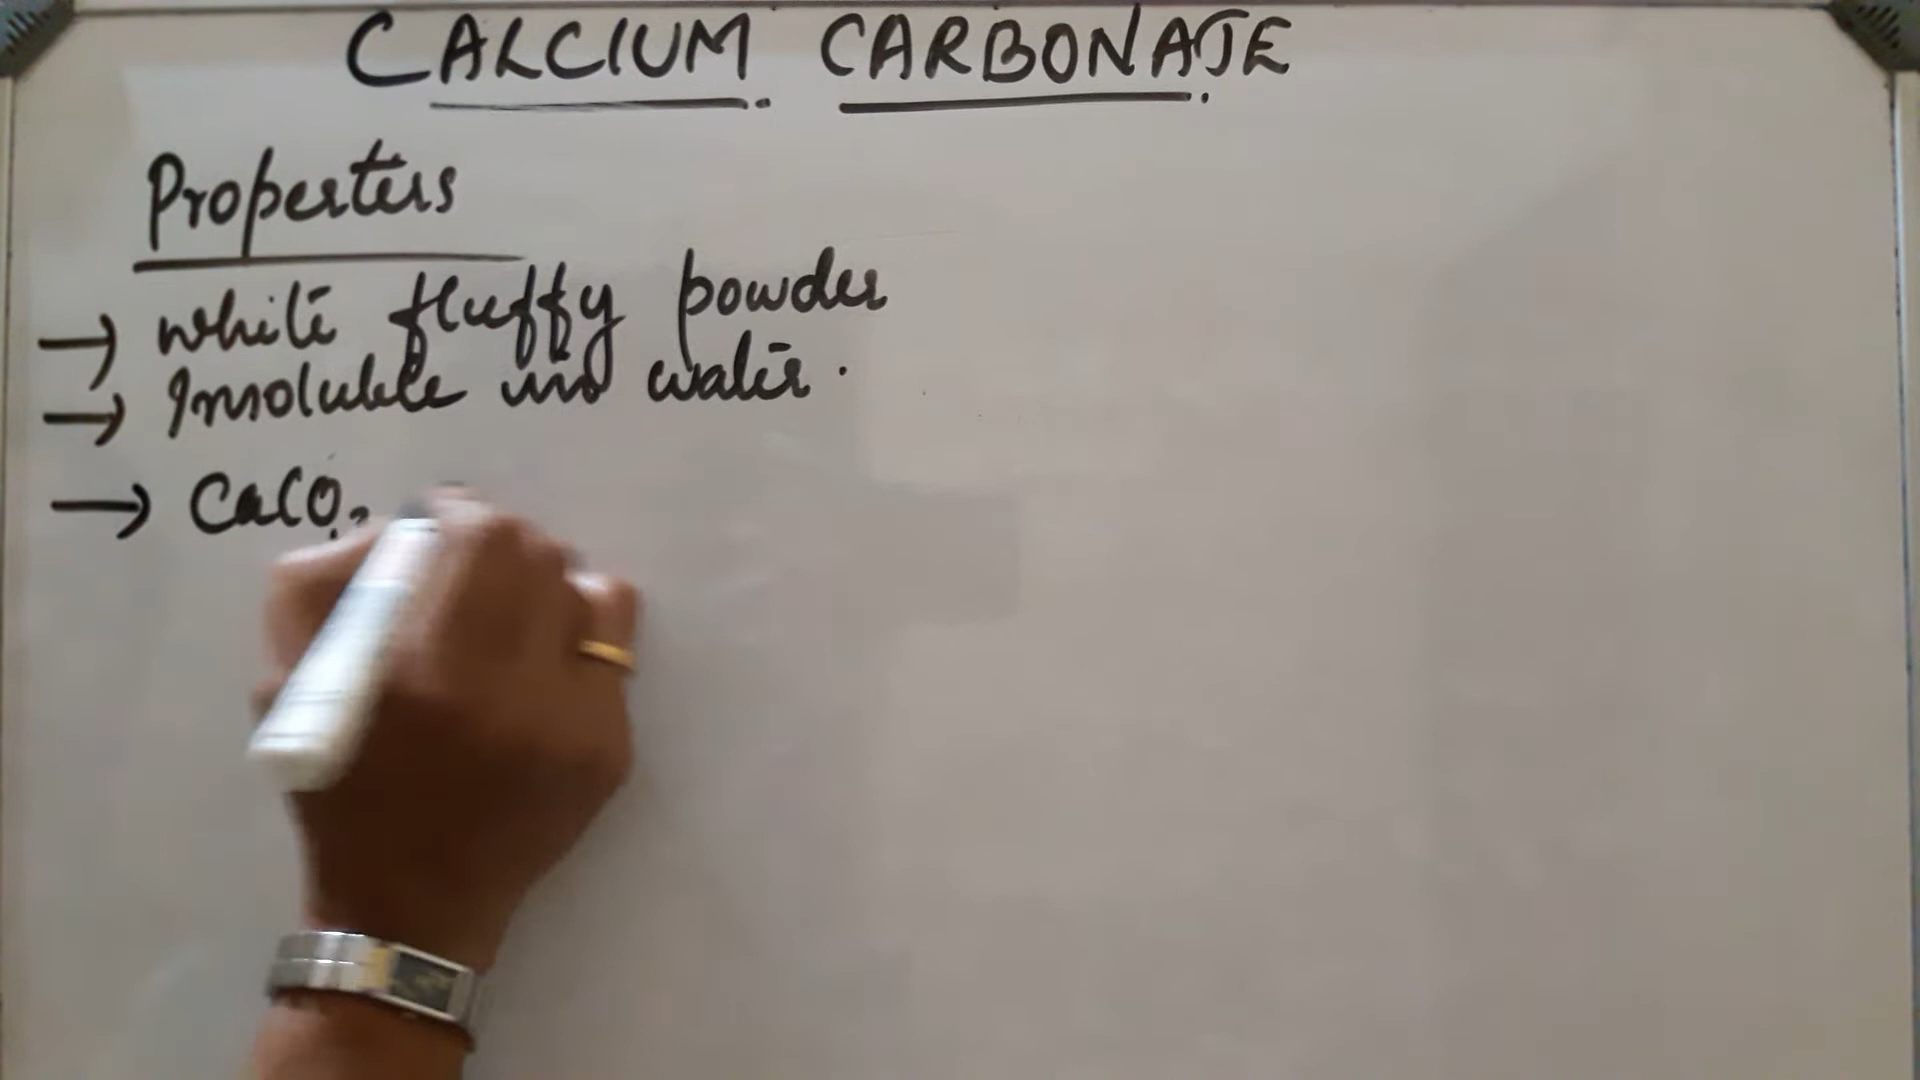 CALCIUM CARBONATE
Properties
→ white fluffy powder
→ Insoluble in water.
→ CaCO3